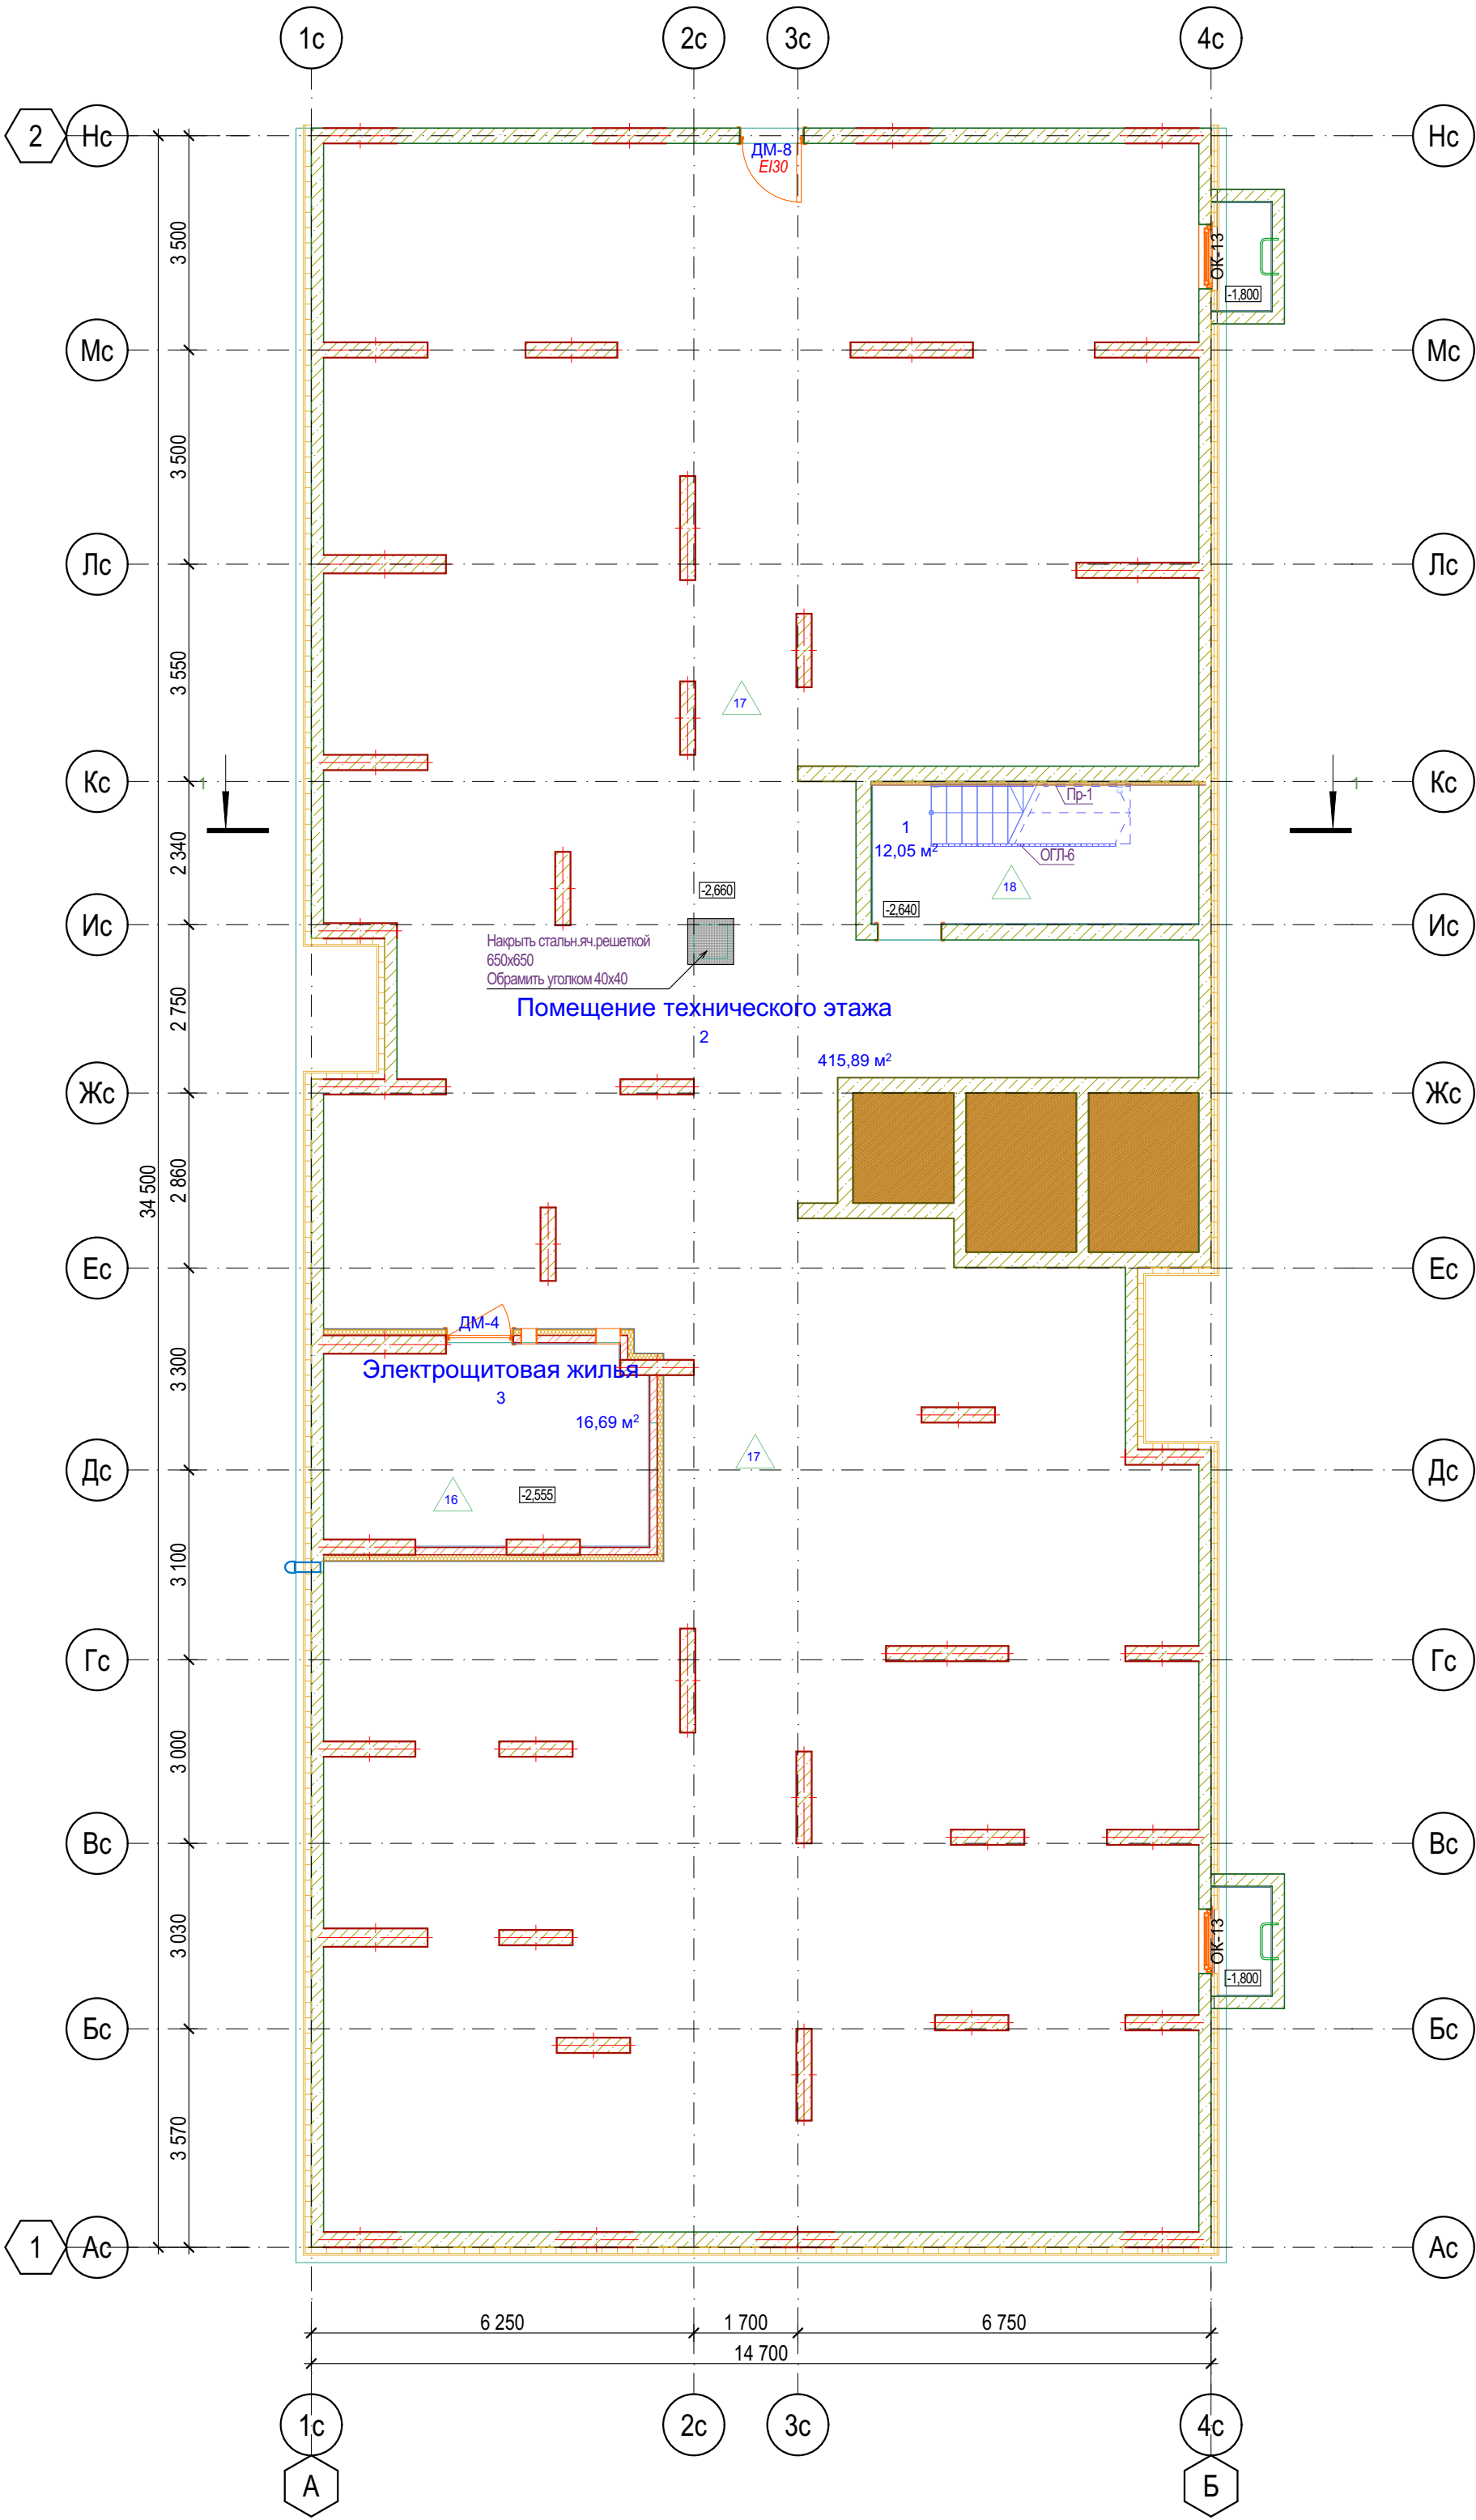 1с
2с
3с
4с
2
Нс
Нс
ДМ-8
EI30
3 500
ОК-13
-1,800
Мс
Мс
3 500
Лс
Лс
3 550
17
Кс
1
1
Кс
Пр-1
1
12,05 м²
ОГЛ-6
2 340
18
-2,660
-2,640
Ис
Ис
Накрыть стальн.яч.решеткой
650х650
Обрамить уголком 40х40
Помещение технического этажа
2 750
2
415,89 м²
Жс
Жс
34 500
2 860
Ес
Ес
ДМ-4
Электрощитовая жилья
3 300
3
16,69 м²
17
Дс
Дс
16
-2,555
3 100
Гс
Гс
3 000
Вс
Вс
3 030
ОК-13
-1,800
Бс
Бс
3 570
1
Ас
Ас
6 250
1 700
6 750
14 700
1с
2с
3с
4с
А
Б